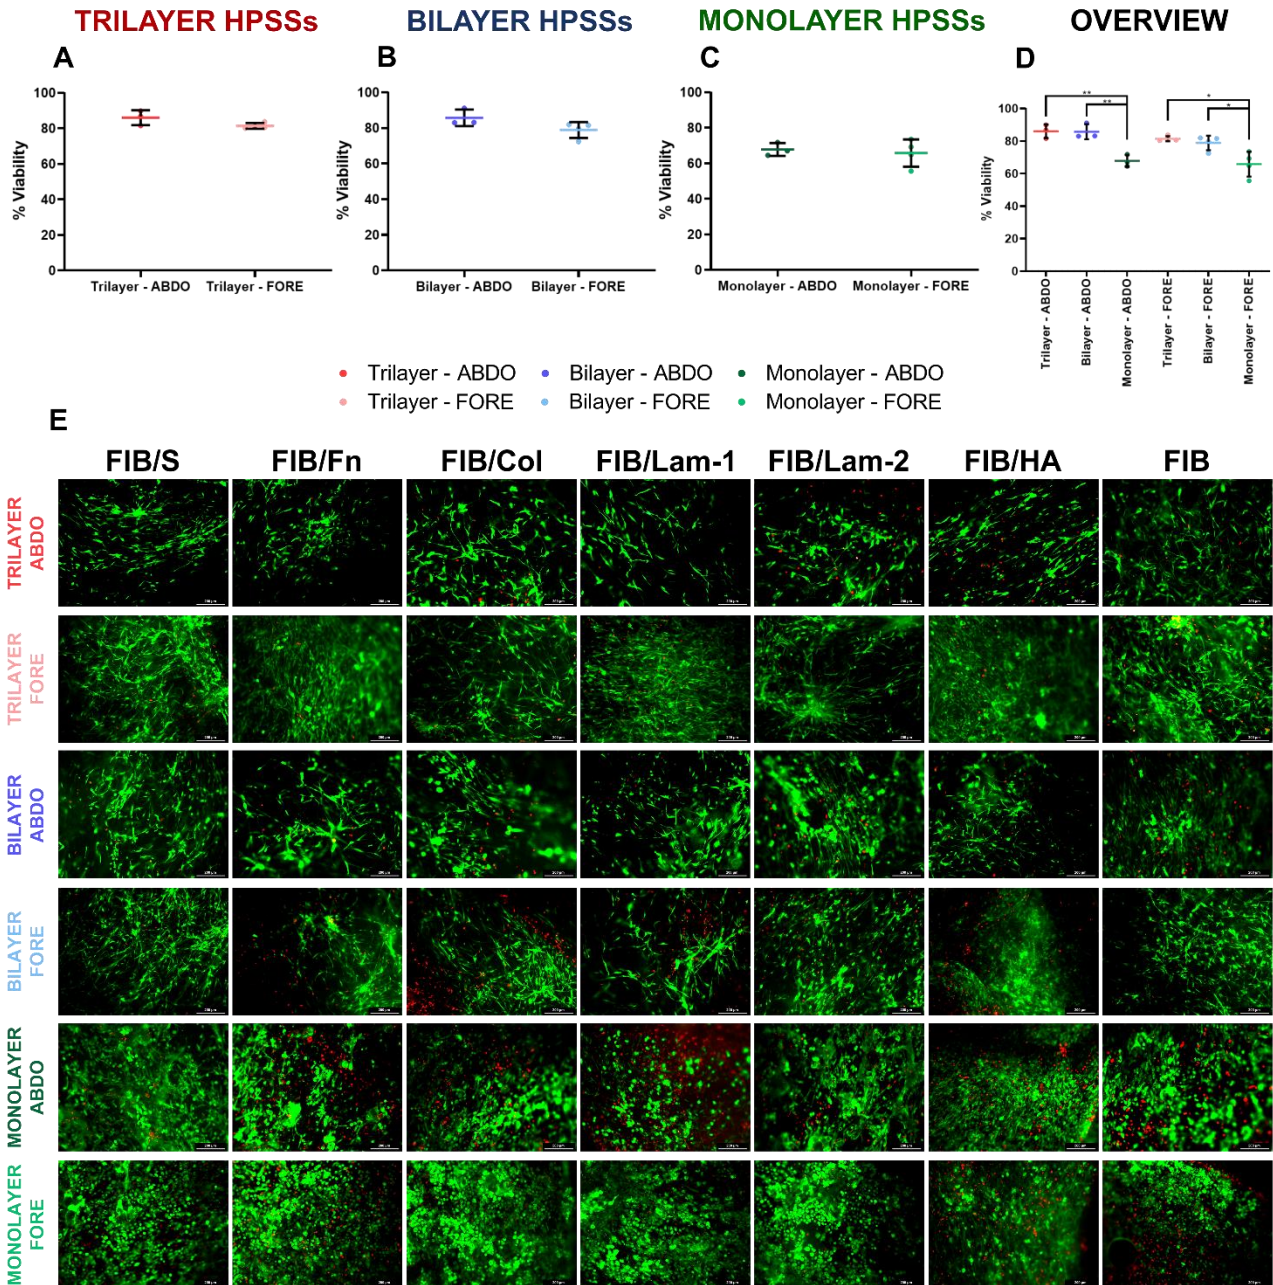 TRILAYER HPSSs
BILAYER HPSSs
MONOLAYER HPSSs
OVERVIEW
A
% Viability
100
80
60
40
20
0
Trilayer - ABDO
Trilayer - FORE
B
% Viability
100
80
60
40
20
0
Bilayer - ABDO
Bilayer - FORE
C
% Viability
100
80
60
40
20
0
Monolayer - ABDO
Monolayer - FORE
D
% Viability
100
80
60
40
20
0
**
**
*
*
Trilayer - ABDO
Bilayer - ABDO
Monolayer - ABDO
Trilayer - FORE
Bilayer - FORE
Monolayer - FORE
Trilayer - ABDO
Bilayer - ABDO
Monolayer - ABDO
Trilayer - FORE
Bilayer - FORE
Monolayer - FORE
E
FIB/S
FIB/Fn
FIB/Col
FIB/Lam-1
FIB/Lam-2
FIB/HA
FIB
TRILAYER
ABDO
TRILAYER
FORE
BILAYER
ABDO
BILAYER
FORE
MONOLAYER
ABDO
MONOLAYER
FORE